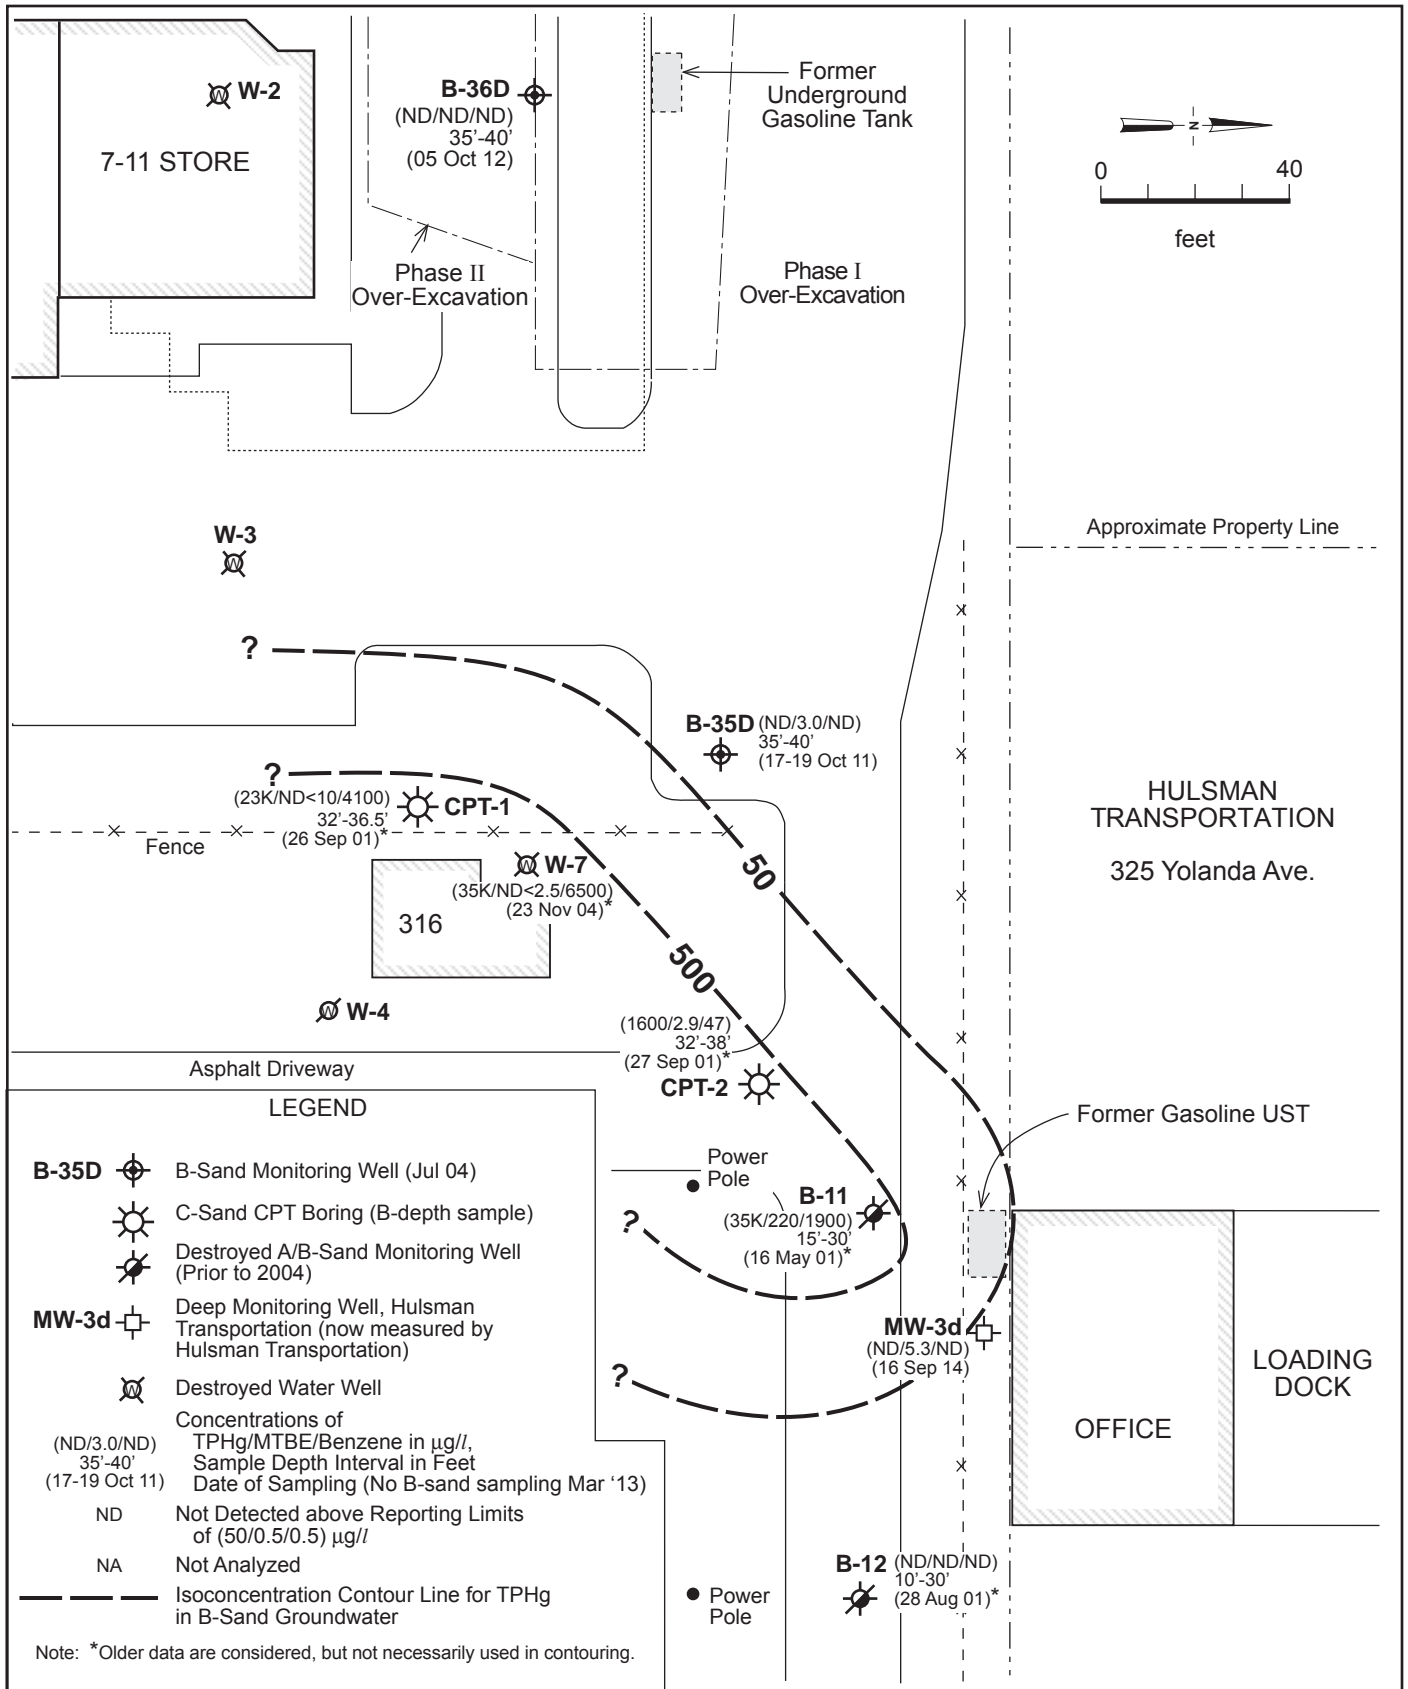 W-2
7-11 STORE
B-36D
(ND/ND/ND)
35'-40'
(05 Oct 12)
Former
Underground
Gasoline Tank
N
0 40
feet
Phase II
Over-Excavation
Phase I
Over-Excavation
W-3
Approximate Property Line
?
B-35D (ND/3.0/ND)
35'-40'
(17-19 Oct 11)
?
(23K/ND<10/4100)
32'-36.5'
(26 Sep 01)*
CPT-1
Fence
HULSMAN
TRANSPORTATION
325 Yolanda Ave.
50
W-7
(35K/ND<2.5/6500)
(23 Nov 04)*
316
500
W-4
(1600/2.9/47)
32'-38'
(27 Sep 01)*
CPT-2
Asphalt Driveway
Former Gasoline UST
Power
Pole
B-11
(35K/220/1900)
15'-30'
(16 May 01)*
?
MW-3d
(ND/5.3/ND)
(16 Sep 14)
?
LOADING
DOCK
OFFICE
B-12 (ND/ND/ND)
10'-30'
(28 Aug 01)*
Power
Pole
LEGEND
B-35D B-Sand Monitoring Well (Jul 04)
C-Sand CPT Boring (B-depth sample)
Destroyed A/B-Sand Monitoring Well
(Prior to 2004)
MW-3d Deep Monitoring Well, Hulsman
Transportation (now measured by
Hulsman Transportation)
W Destroyed Water Well
(ND/3.0/ND)
35'-40'
(17-19 Oct 11)
Concentrations of
TPHg/MTBE/Benzene in µg/l,
Sample Depth Interval in Feet
Date of Sampling (No B-sand sampling Mar ‘13)
ND Not Detected above Reporting Limits
of (50/0.5/0.5) µg/l
NA Not Analyzed
Isoconcentration Contour Line for TPHg
in B-Sand Groundwater
Note: *Older data are considered, but not necessarily used in contouring.